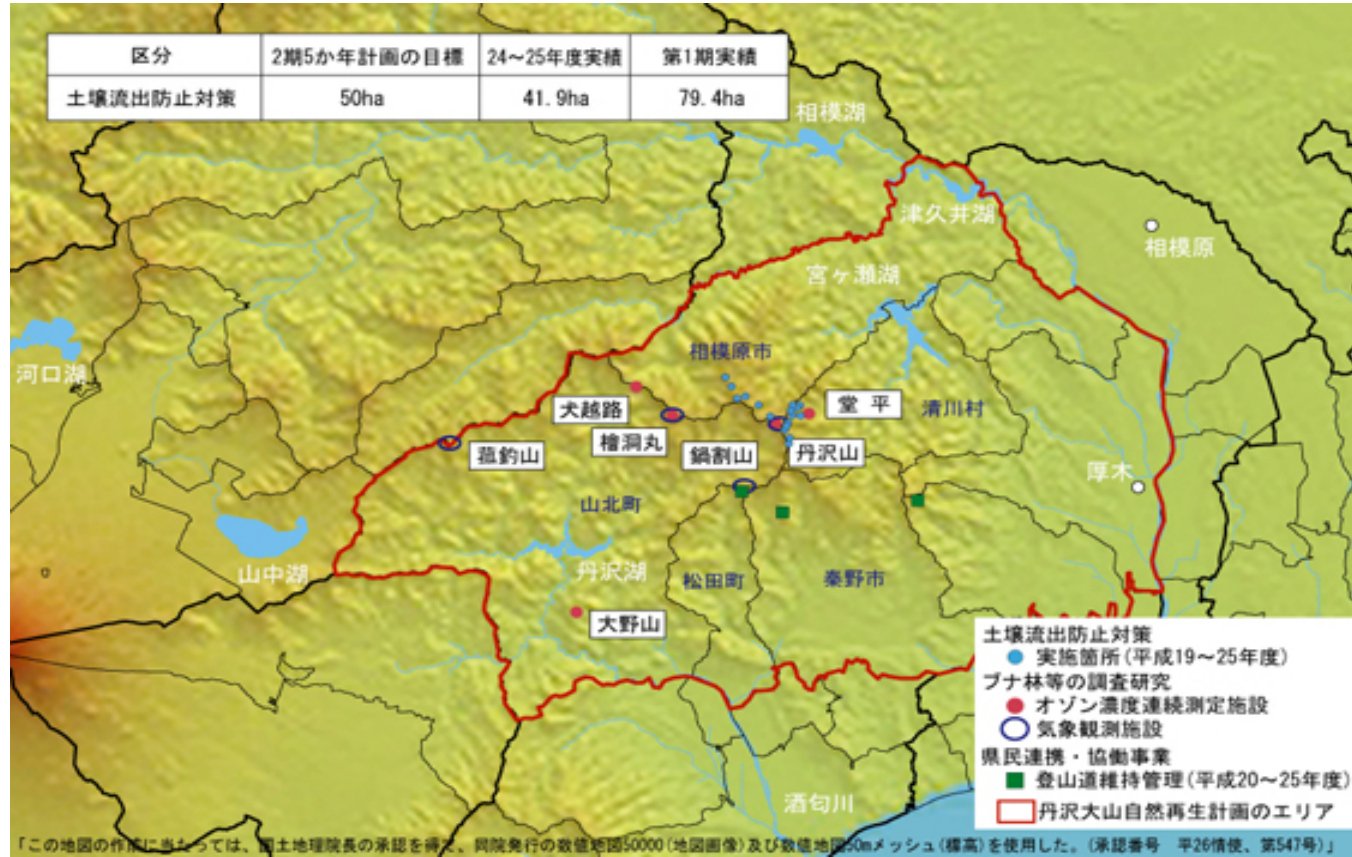 区分 2期5か年計画の目標 24～25年度実績 第1期実績
土壌流出防止対策 50ha 41.9ha 79.4ha
相模湖
津久井湖
相模原
宮ヶ瀬湖
河口湖
相模原市
犬越路
堂平
清川村
菰釣山
檜洞丸
鍋割山
丹沢山
厚木
山北町
山中湖
丹沢湖
松田町
秦野市
大野山
酒匂川
土壌流出防止対策
実施箇所(平成19～25年度)
ブナ林等の調査研究
オゾン濃度連続測定施設
気象観測施設
県民連携・協働事業
登山道維持管理(平成20～25年度)
丹沢大山自然再生計画のエリア
「この地図の作成に当たっては、国土地理院長の承認を得て、同院発行の数値地図50000(地図画像)及び数値地図50mメッシュ(標高)を使用した。(承認番号 平26情使、第547号)」